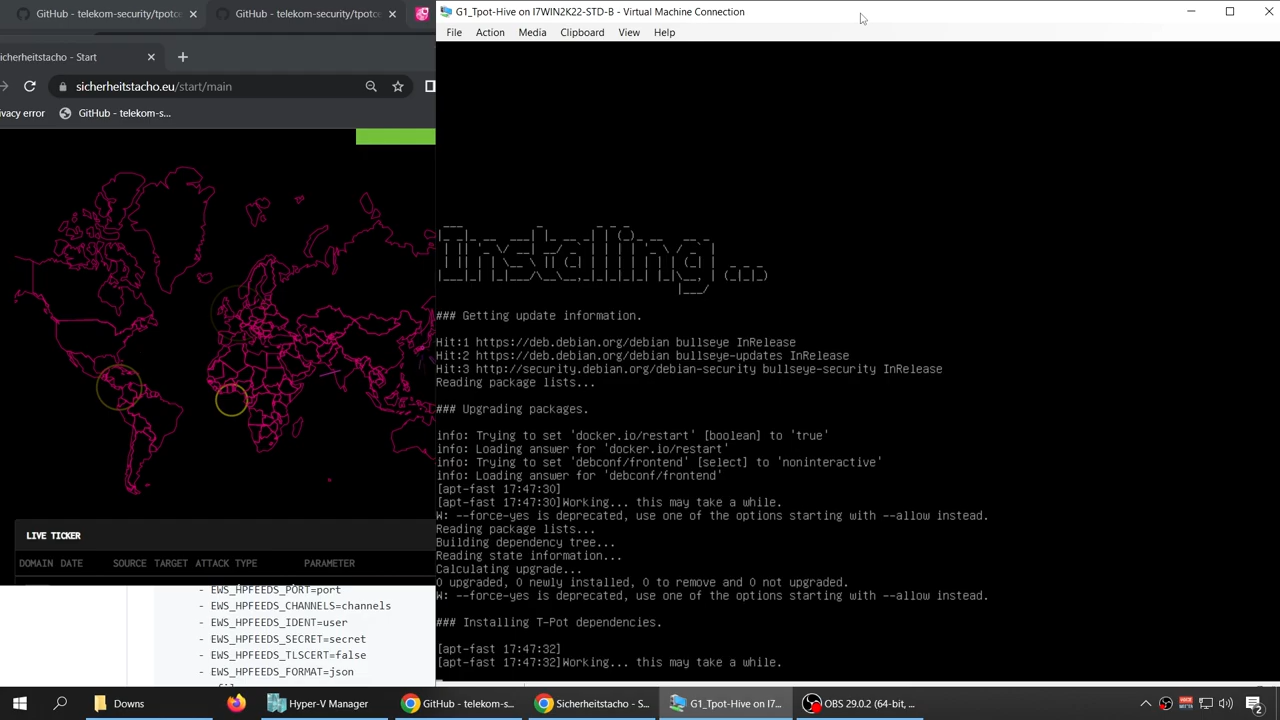 GitHub - telekom-security/tpotce
GitHub - telekom-security/tpotce
G1_Tpot-Hive on I7WIN2K22-STD-B - Virtual Machine Connection
File Action Media Clipboard View Help
icherheitstacho - Start
sicherheitstacho.eu/start/main
ivacy error
GitHub - telekom-s...
Installing...
### Getting update information.
Hit:1 https://deb.debian.org/debian bullseye InRelease
Hit:2 https://deb.debian.org/debian bullseye-updates InRelease
Hit:3 http://security.debian.org/debian-security bullseye-security InRelease
Reading package lists...
### Upgrading packages.
info: Trying to set 'docker.io/restart' [boolean] to 'true'
info: Loading answer for 'docker.io/restart'
info: Trying to set 'debconf/frontend' [select] to 'noninteractive'
info: Loading answer for 'debconf/frontend'
[apt-fast 17:47:30]
[apt-fast 17:47:30]Working... this may take a while.
W: --force-yes is deprecated, use one of the options starting with --allow instead.
Reading package lists...
Building dependency tree...
Reading state information...
Calculating upgrade...
0 upgraded, 0 newly installed, 0 to remove and 0 not upgraded.
W: --force-yes is deprecated, use one of the options starting with --allow instead.
### Installing T-Pot dependencies.
[apt-fast 17:47:32]
[apt-fast 17:47:32]Working... this may take a while.
LIVE TICKER
DOMAIN DATE SOURCE TARGET ATTACK TYPE PARAMETER
- EWS_HPFEEDS_PORT=port
- EWS_HPFEEDS_CHANNELS=channels
- EWS_HPFEEDS_IDENT=user
- EWS_HPFEEDS_SECRET=secret
- EWS_HPFEEDS_TLSCERT=false
- EWS_HPFEEDS_FORMAT=json
Downs
Hyper-V Manager
GitHub - telekom-s...
Sicherheitstacho - S...
G1_Tpot-Hive on I7...
OBS 29.0.2 (64-bit, ...
2